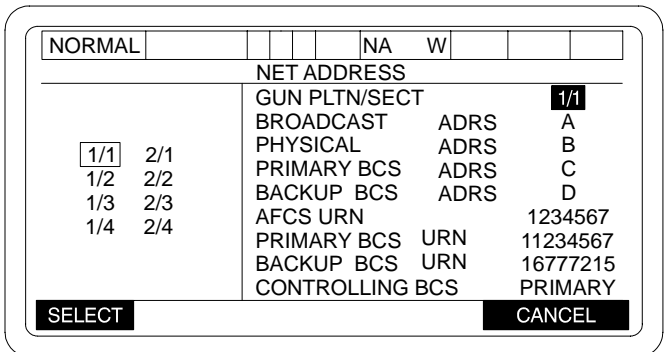 NORMAL NA W
NET ADDRESS
GUN PLTN/SECT 1/1
BROADCAST ADRS A
PHYSICAL ADRS B
PRIMARY BCS ADRS C
BACKUP BCS ADRS D
AFCS URN 1234567
PRIMARY BCS URN 11234567
BACKUP BCS URN 16777215
CONTROLLING BCS PRIMARY
1/1 2/1
1/2 2/2
1/3 2/3
1/4 2/4
SELECT CANCEL